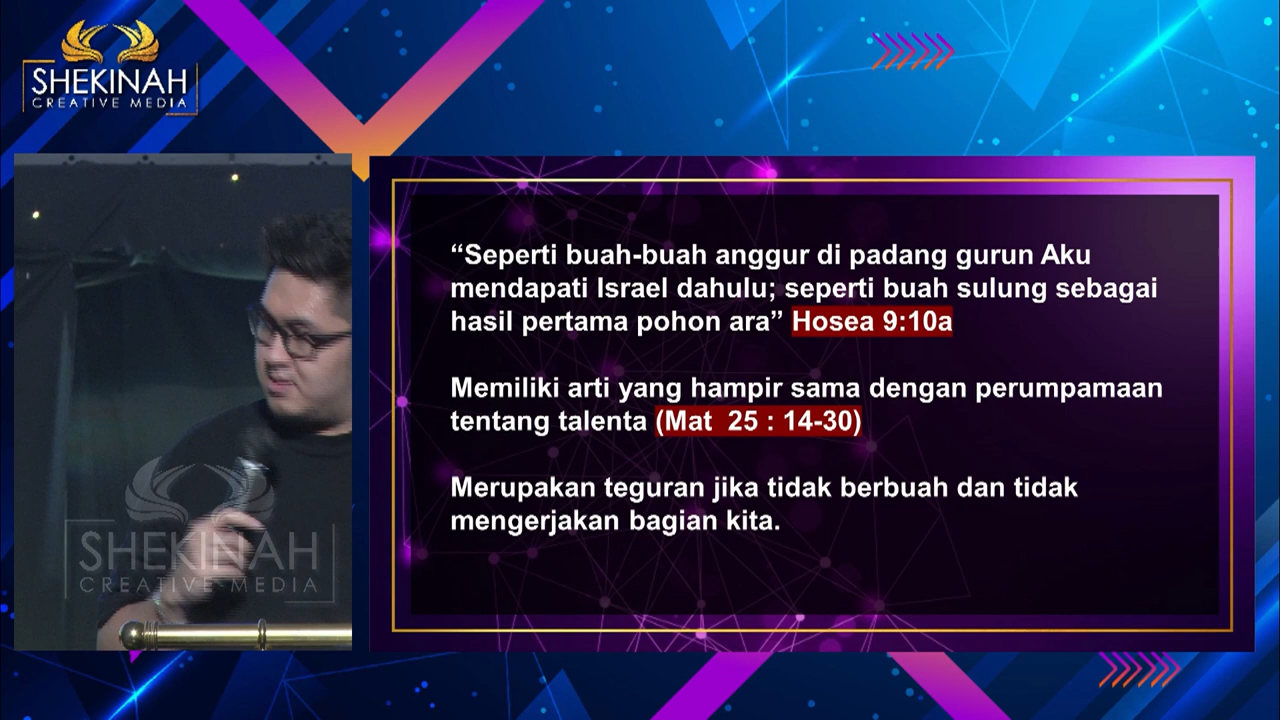 SHEKINAH
CREATIVE MEDIA
“Seperti buah-buah anggur di padang gurun Aku
mendapati Israel dahulu; seperti buah sulung sebagai
hasil pertama pohon ara” Hosea 9:10a
Memiliki arti yang hampir sama dengan perumpamaan
tentang talenta (Mat  25 : 14-30)
Merupakan teguran jika tidak berbuah dan tidak
mengerjakan bagian kita.
SHEKINAH
CREATIVE MEDIA